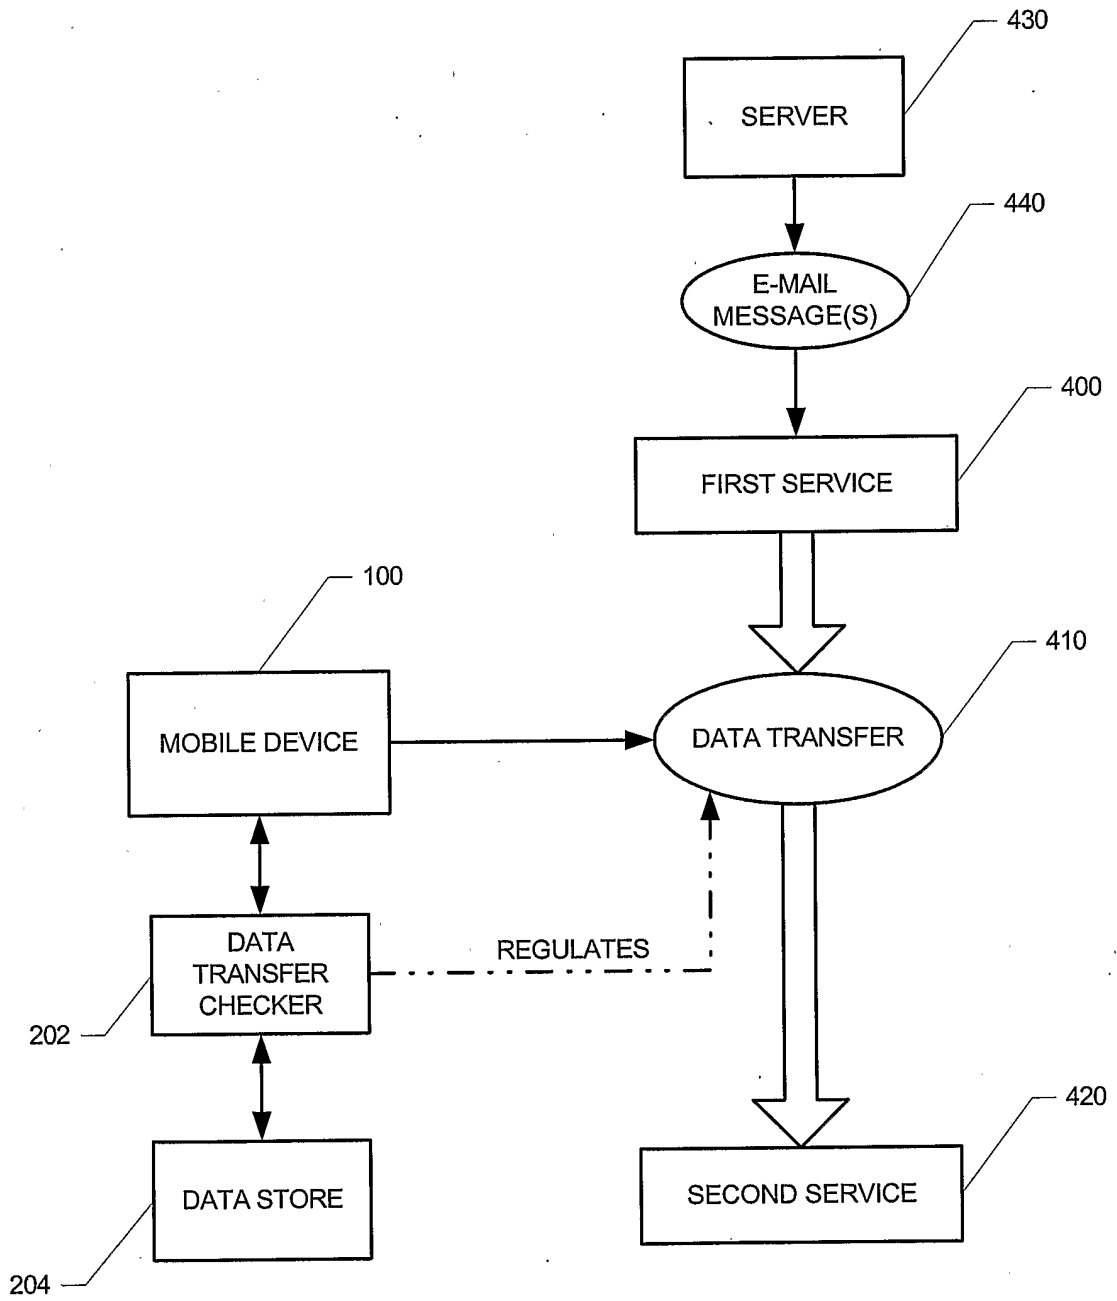 430
SERVER
440
E-MAIL
MESSAGE(S)
400
FIRST SERVICE
100
410
MOBILE DEVICE
DATA TRANSFER
DATA
TRANSFER
CHECKER
REGULATES
202
420
DATA STORE
SECOND SERVICE
204